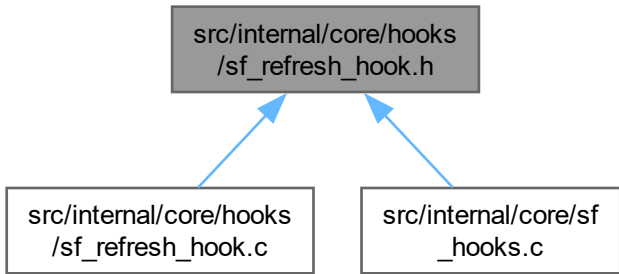 src/internal/core/hooks
/sf_refresh_hook.h
src/internal/core/hooks
/sf_refresh_hook.c
src/internal/core/sf
_hooks.c